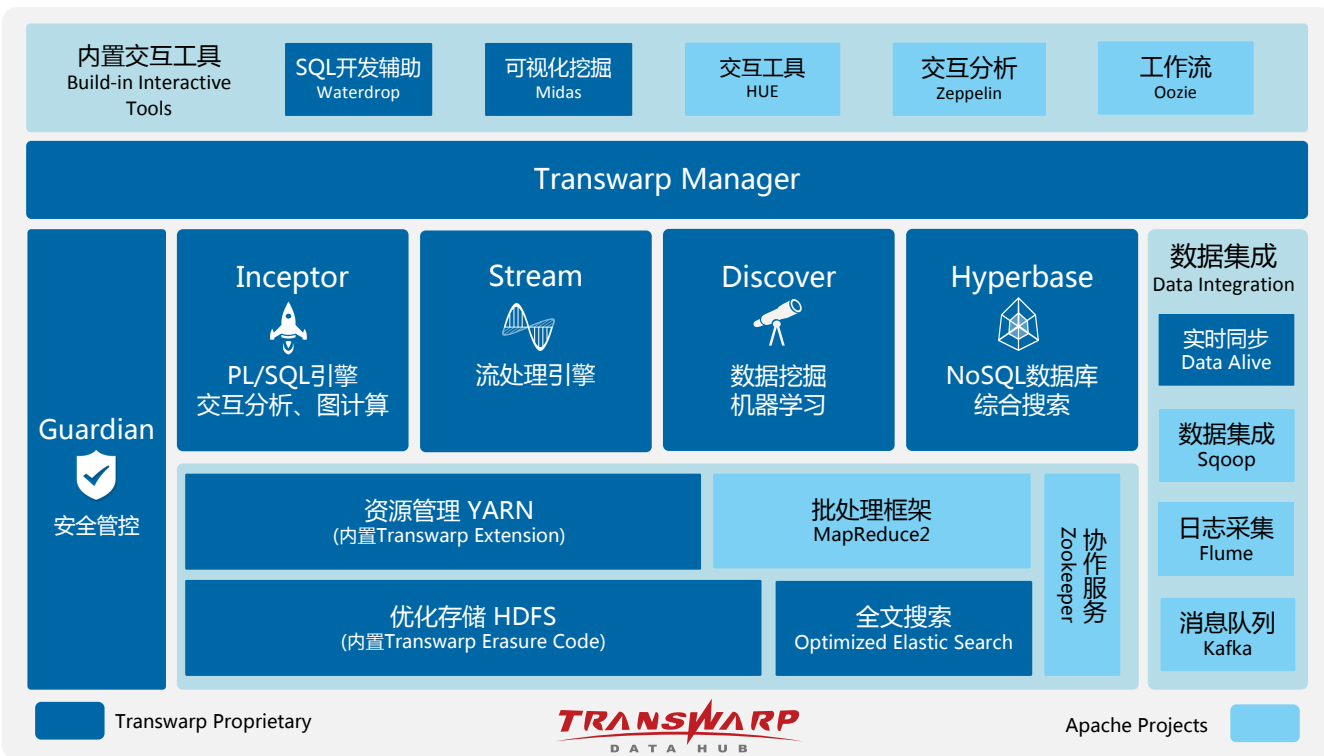 内置交互工具
Build-in Interactive
Tools
SQL开发辅助
Waterdrop
可视化挖掘
Midas
交互工具
HUE
交互分析
Zeppelin
工作流
Oozie
Transwarp Manager
Guardian
安全管控
Inceptor
PL/SQL引擎
交互分析、图计算
Stream
流处理引擎
Discover
数据挖掘
机器学习
Hyperbase
NoSQL数据库
综合搜索
数据集成
Data Integration
实时同步
Data Alive
数据集成
Sqoop
日志采集
Flume
消息队列
Kafka
资源管理 YARN
(内置Transwarp Extension)
批处理框架
MapReduce2
优化存储 HDFS
(内置Transwarp Erasure Code)
全文搜索
Optimized Elastic Search
协作服务
Zookeeper
Transwarp Proprietary
TRANSWARP
DATA HUB
Apache Projects